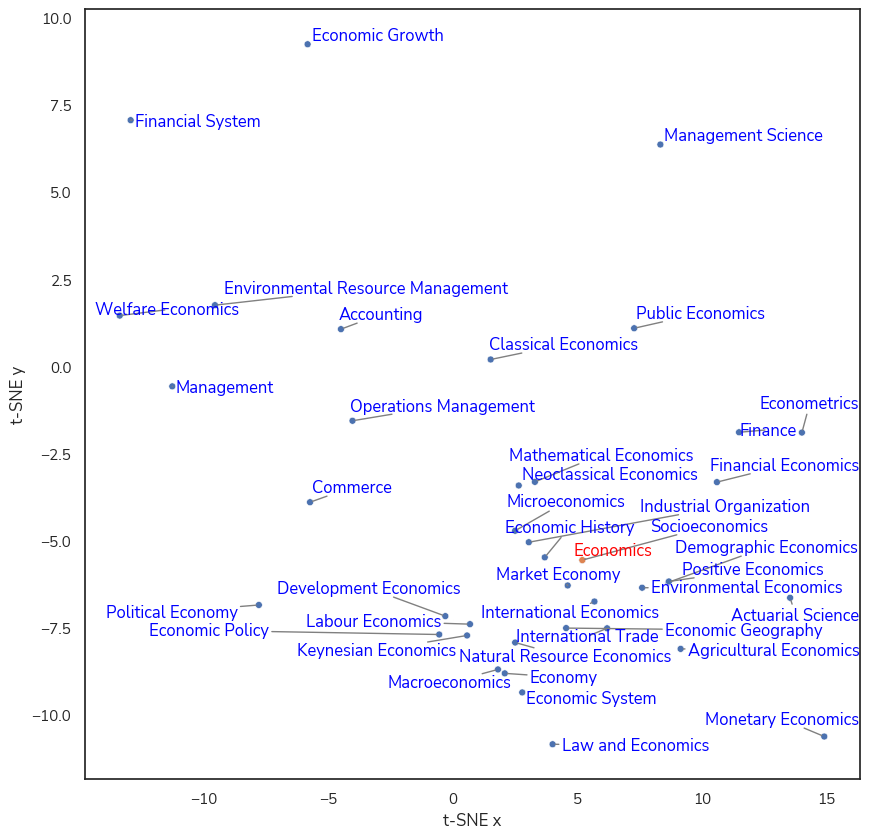 10.0
Economic Growth
7.5
Financial System
Management Science
5.0
2.5
Environmental Resource Management
Welfare Economics
Accounting
Public Economics
Classical Economics
0.0
Management
t-SNE y
Operations Management
Econometrics
Finance
−2.5
Mathematical Economics
Financial Economics
Neoclassical Economics
Commerce
Microeconomics
Industrial Organization
Economic History
Socioeconomics
−5.0
Economics
Demographic Economics
Market Economy
Positive Economics
Development Economics
Environmental Economics
Political Economy
International Economics
Actuarial Science
Labour Economics
−7.5
Economic Policy
International Trade
Economic Geography
Keynesian Economics
Natural Resource Economics
Agricultural Economics
Macroeconomics
Economy
Economic System
−10.0
Monetary Economics
Law and Economics
−10
−5
0
5
10
15
t-SNE x